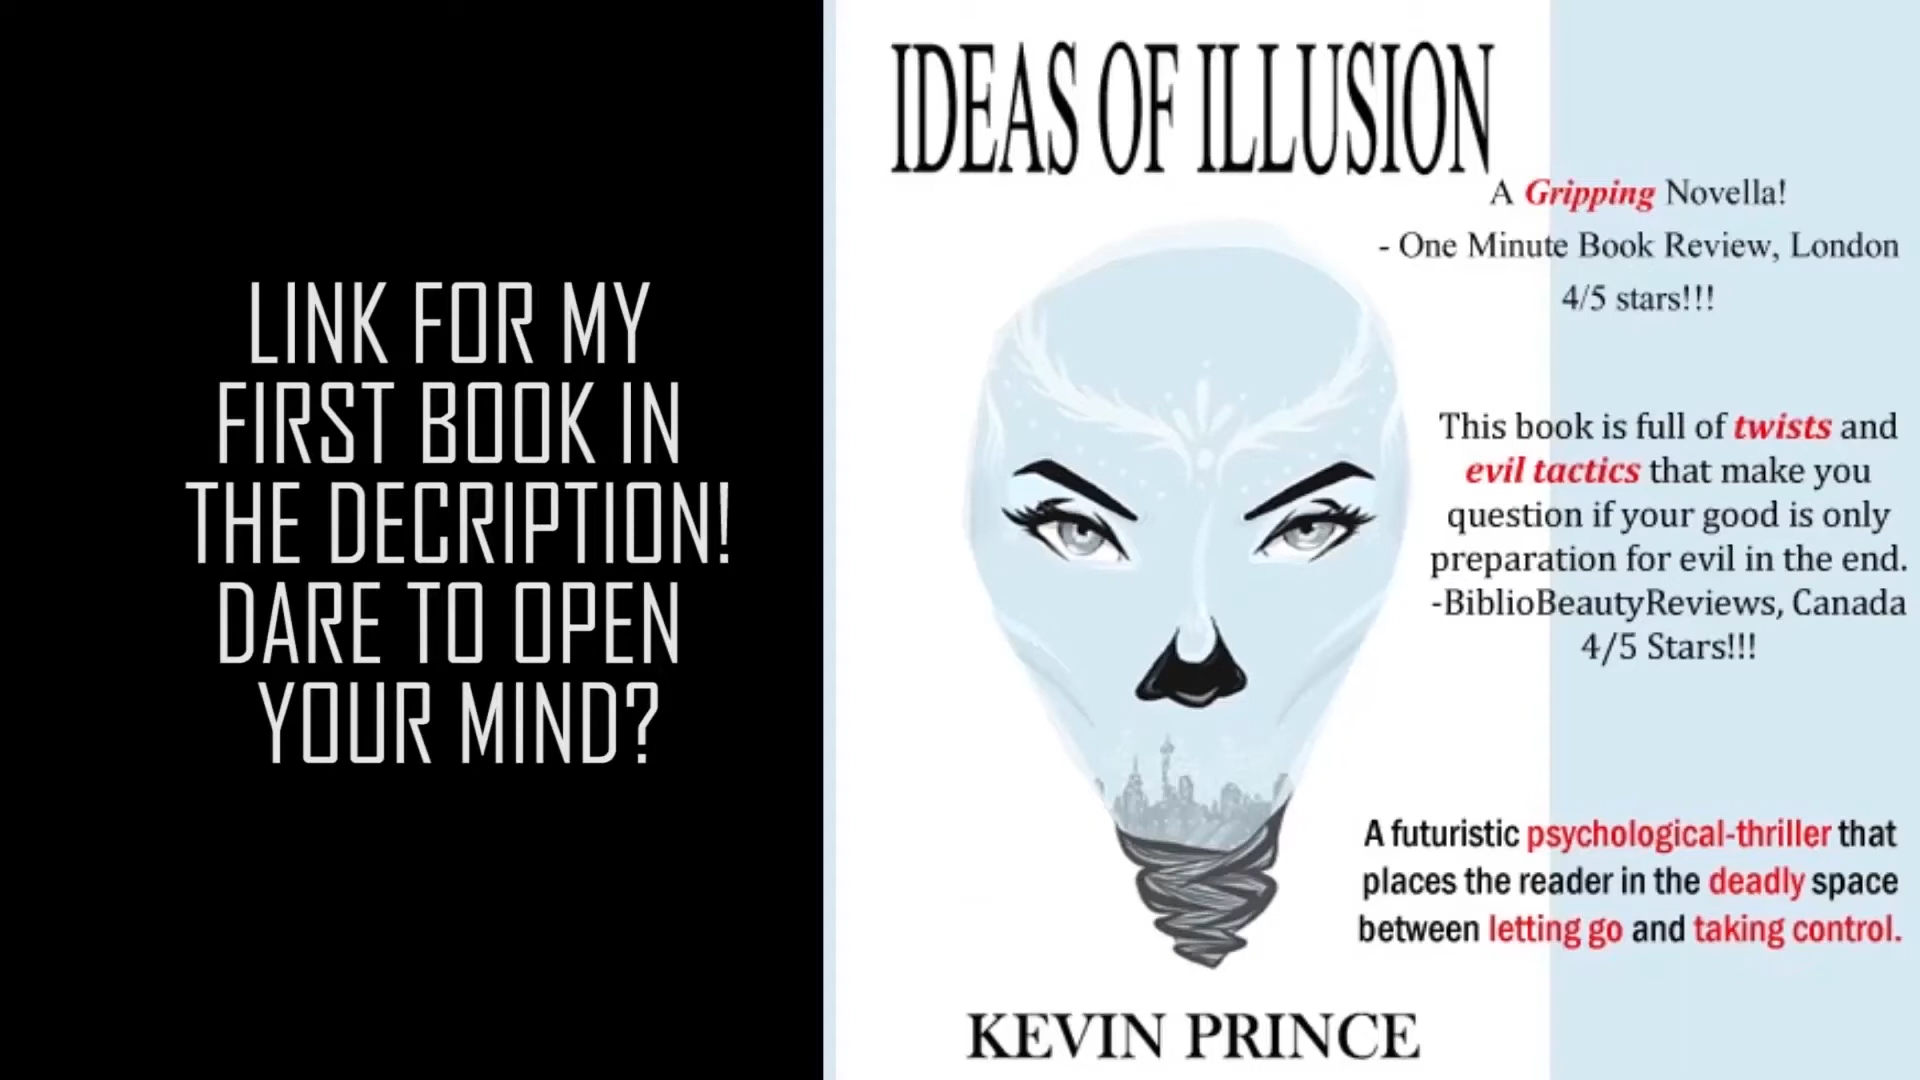 LINK FOR MY
FIRST BOOK IN
THE DECRIPTION!
DARE TO OPEN
YOUR MIND?
IDEAS OF ILLUSION
A Gripping Novella!
- One Minute Book Review, London
4/5 stars!!!
This book is full of twists and
evil tactics that make you
question if your good is only
preparation for evil in the end.
-BiblioBeautyReviews, Canada
4/5 Stars!!!
A futuristic psychological-thriller that
places the reader in the deadly space
between letting go and taking control.
KEVIN PRINCE